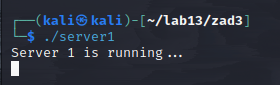 ┌──(kali㉿kali)-[~/lab13/zad3]
└─$ ./server1
Server 1 is running...